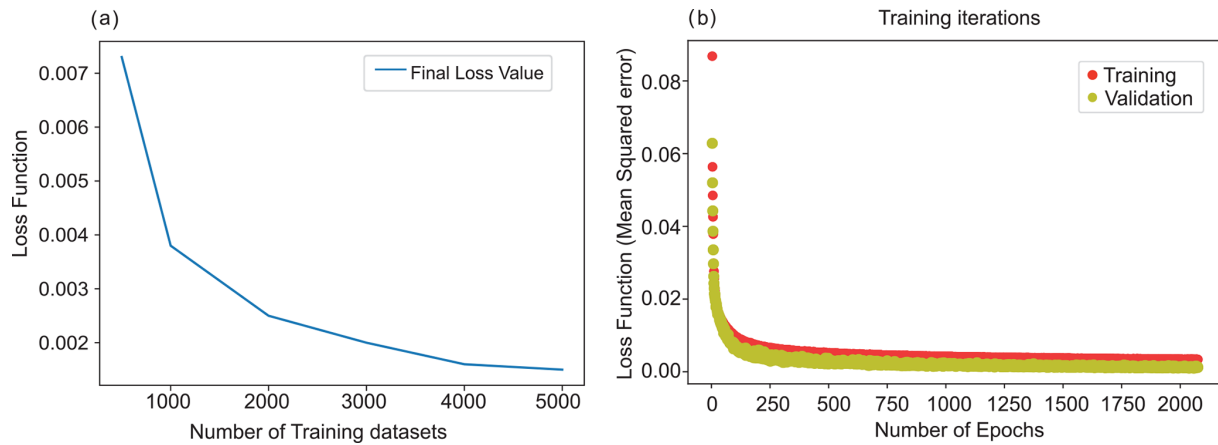 (a)
0.007
0.006
0.005
0.004
0.003
0.002
Loss Function
Final Loss Value
1000 2000 3000 4000 5000
Number of Training datasets
(b) Training iterations
0.08
0.06
0.04
0.02
0.00
Loss Function (Mean Squared error)
Training
Validation
0 250 500 750 1000 1250 1500 1750 2000
Number of Epochs